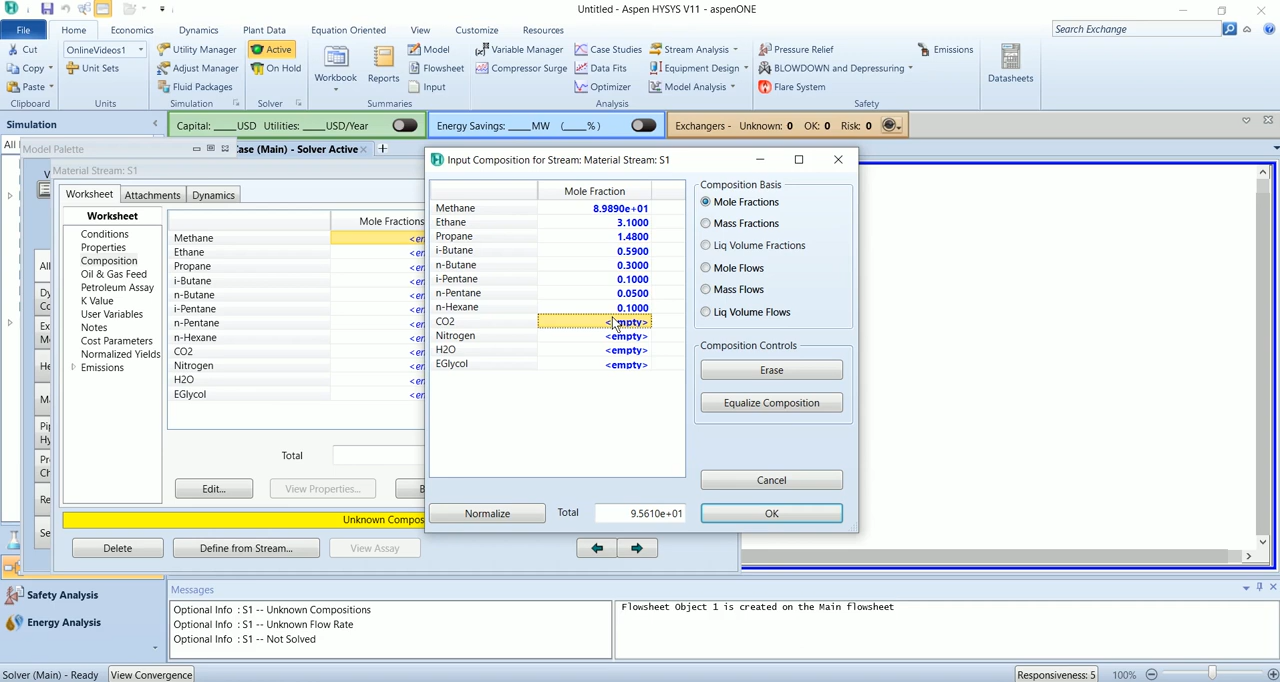 Untitled - Aspen HYSYS V11 - aspenONE
File Home Economics Dynamics Plant Data Equation Oriented View Customize Resources
Search Exchange
Cut
Copy
Paste
Clipboard
OnlineVideos1
Unit Sets
Units
Utility Manager
Adjust Manager
Fluid Packages
Simulation
Active
On Hold
Solver
Workbook
Reports
Model
Flowsheet
Input
Summaries
Variable Manager
Compressor Surge
Case Studies
Data Fits
Optimizer
Stream Analysis
Equipment Design
Model Analysis
Analysis
Pressure Relief
BLOWDOWN and Depressuring
Flare System
Safety
Emissions
Datasheets
Simulation
Capital: ____USD Utilities: ____USD/Year
Energy Savings: ____MW (____%)
Exchangers - Unknown: 0 OK: 0 Risk: 0
All
Model Palette
ase (Main) - Solver Active
Material Stream: S1
Worksheet Attachments Dynamics
Worksheet
Conditions
Properties
Composition
Oil & Gas Feed
Petroleum Assay
K Value
User Variables
Notes
Cost Parameters
Normalized Yields
Emissions
Mole Fractions
Methane <e
Ethane <e
Propane <e
i-Butane <e
n-Butane <e
i-Pentane <e
n-Pentane <e
n-Hexane <e
CO2 <e
Nitrogen <e
H2O <e
EGlycol <e
Total
Edit... View Properties... B
Unknown Compos
Delete Define from Stream... View Assay
Input Composition for Stream: Material Stream: S1
Mole Fraction
Methane 8.9890e+01
Ethane 3.1000
Propane 1.4800
i-Butane 0.5900
n-Butane 0.3000
i-Pentane 0.1000
n-Pentane 0.0500
n-Hexane 0.1000
CO2 <empty>
Nitrogen <empty>
H2O <empty>
EGlycol <empty>
Normalize Total 9.5610e+01
Composition Basis
Mole Fractions
Mass Fractions
Liq Volume Fractions
Mole Flows
Mass Flows
Liq Volume Flows
Composition Controls
Erase
Equalize Composition
Cancel
OK
Safety Analysis
Energy Analysis
Messages
Optional Info : S1 -- Unknown Compositions
Optional Info : S1 -- Unknown Flow Rate
Optional Info : S1 -- Not Solved
Flowsheet Object 1 is created on the Main flowsheet
Solver (Main) - Ready View Convergence
Responsiveness: 5 100%